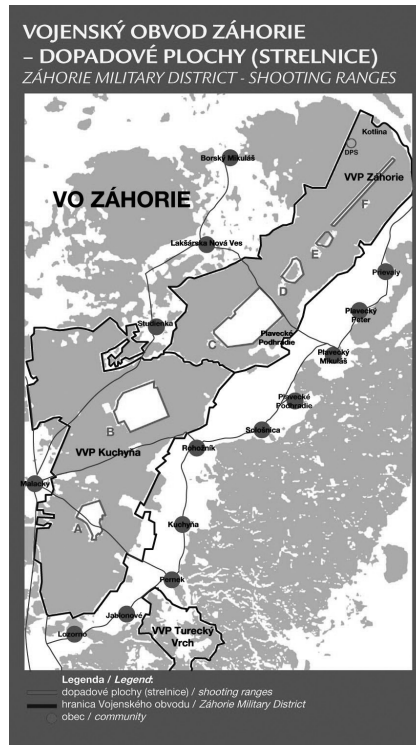 VOJENSKÝ OBVOD ZÁHORIE
– DOPADOVÉ PLOCHY (STRELNICE)
ZÁHORIE MILITARY DISTRICT - SHOOTING RANGES
Kotlina
DPS
Borský Mikuláš
VVP Záhorie
VO ZÁHORIE
F
Lakšárska Nová Ves
E
Prievaly
D
Plavecký
Peter
Studienka
C
Plavecké
Podhradie
Plavecký
Mikuláš
Plavecké
Podhradie
B
Sološnica
VVP Kuchyňa
Rohožník
Malacky
A
Kuchyňa
Pernek
Jablonové
Lozorno
VVP Turecký
Vrch
Legenda / Legend:
dopadové plochy (strelnice) / shooting ranges
hranica Vojenského obvodu / Záhorie Military District
obec / community